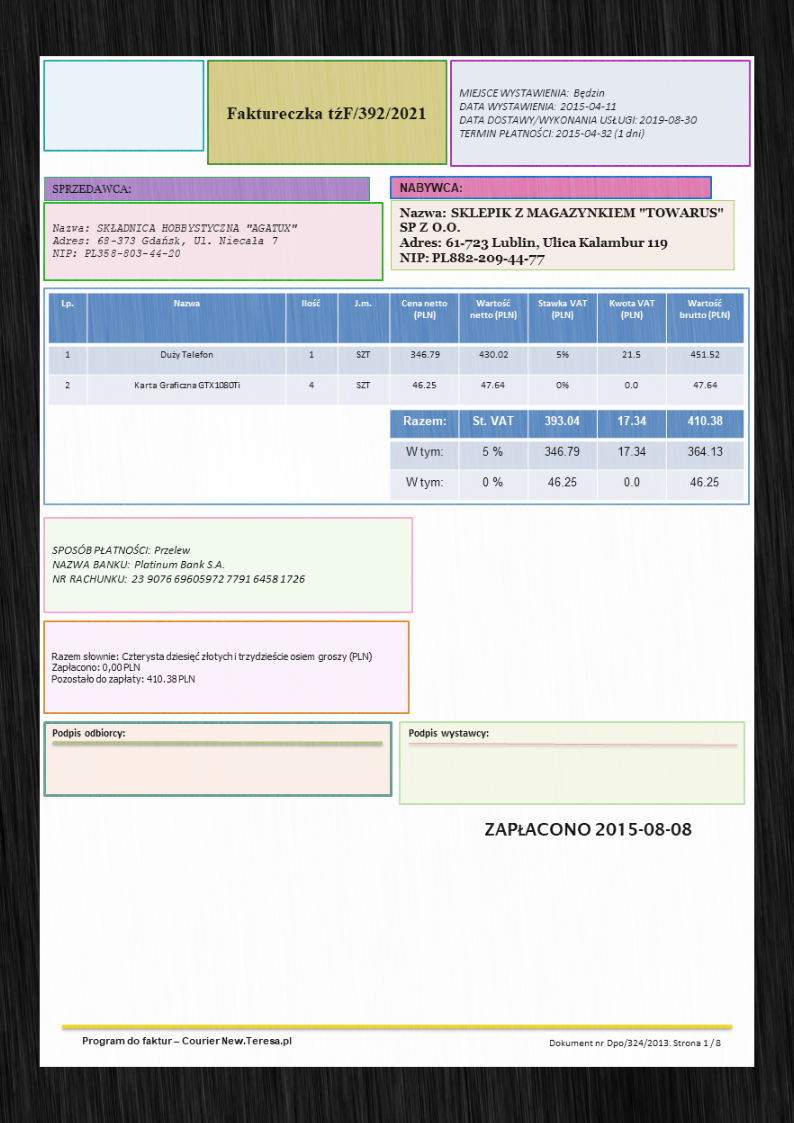 Faktureczka tźF/392/2021
MIEJSCE WYSTAWIENIA: Będzin
DATA WYSTAWIENIA: 2015-04-11
DATA DOSTAWY/WYKONANIA USŁUGI: 2019-08-30
TERMIN PŁATNOŚCI: 2015-04-32 (1 dni)
SPRZEDAWCA:
Nazwa: SKŁADNICA HOBBYSTYCZNA "AGATUX"
Adres: 68-373 Gdańsk, Ul. Niecała 7
NIP: PL358-803-44-20
NABYWCA:
Nazwa: SKLEPIK Z MAGAZYNKIEM "TOWARUS"
SP Z O.O.
Adres: 61-723 Lublin, Ulica Kalambur 119
NIP: PL882-209-44-77
Lp. Nazwa Ilość J.m. Cena netto (PLN) Wartość netto (PLN) Stawka VAT (PLN) Kwota VAT (PLN) Wartość brutto (PLN)
1 Duży Telefon 1 SZT 346.79 430.02 5% 21.5 451.52
2 Karta Graficzna GTX1080Ti 4 SZT 46.25 47.64 0% 0.0 47.64
Razem: St. VAT 393.04 17.34 410.38
W tym: 5 % 346.79 17.34 364.13
W tym: 0 % 46.25 0.0 46.25
SPOSÓB PŁATNOŚCI: Przelew
NAZWA BANKU: Platinum Bank S.A.
NR RACHUNKU: 23 9076 69605972 7791 6458 1726
Razem słownie: Czterysta dziesięć złotych i trzydzieście osiem groszy (PLN)
Zapłacono: 0,00 PLN
Pozostało do zapłaty: 410.38 PLN
Podpis odbiorcy:
Podpis wystawcy:
ZAPŁACONO 2015-08-08
Program do faktur – Courier New.Teresa.pl
Dokument nr Dpo/324/2013. Strona 1 / 8